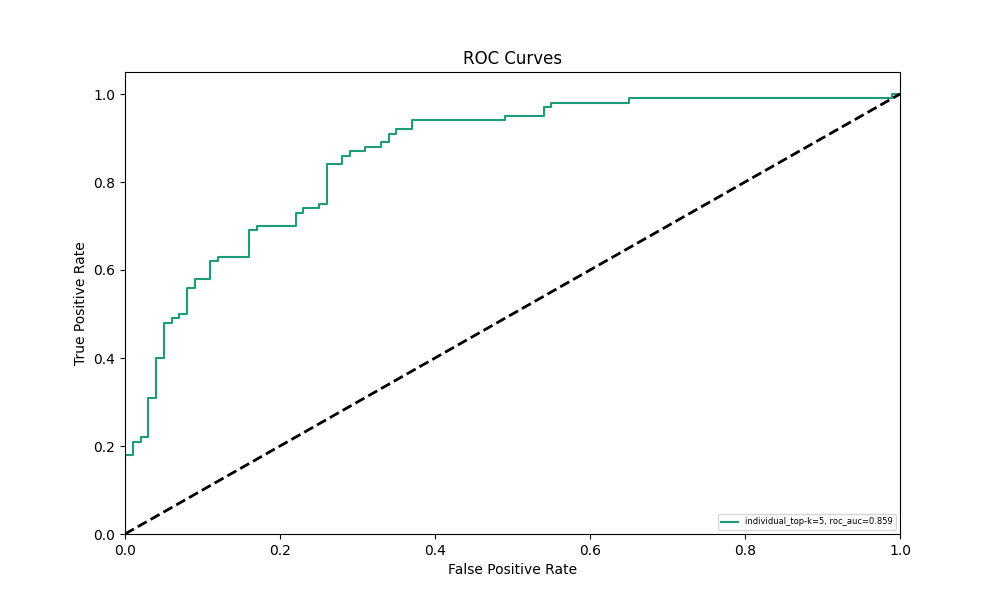 ROC Curves
True Positive Rate
1.0
0.8
0.6
0.4
0.2
0.0
individual_top-k=5, roc_auc=0.859
0.0 0.2 0.4 0.6 0.8 1.0
False Positive Rate